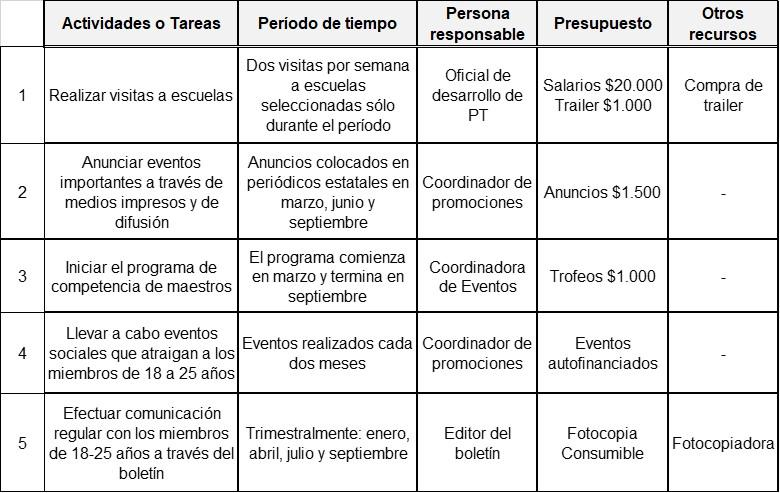 Actividades o Tareas
Período de tiempo
Persona
responsable
Presupuesto
Otros
recursos
1
Realizar visitas a escuelas
Dos visitas por semana
a escuelas
seleccionadas sólo
durante el período
Oficial de
desarrollo de
PT
Salarios $20.000
Trailer $1.000
Compra de
trailer
2
Anunciar eventos
importantes a través de
medios impresos y de
difusión
Anuncios colocados en
periódicos estatales en
marzo, junio y
septiembre
Coordinador de
promociones
Anuncios $1.500
-
3
Iniciar el programa de
competencia de maestros
El programa comienza
en marzo y termina en
septiembre
Coordinadora
de Eventos
Trofeos $1.000
-
4
Llevar a cabo eventos
sociales que atraigan a los
miembros de 18 a 25 años
Eventos realizados cada
dos meses
Coordinador de
promociones
Eventos
autofinanciados
-
5
Efectuar comunicación
regular con los miembros
de 18-25 años a través del
boletín
Trimestralmente: enero,
abril, julio y septiembre
Editor del
boletín
Fotocopia
Consumible
Fotocopiadora